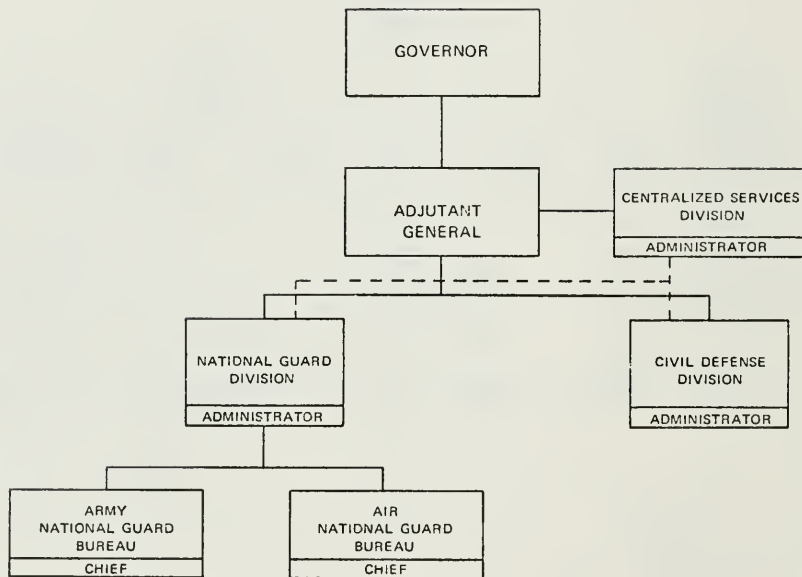 GOVERNOR
ADJUTANT
GENERAL
CENTRALIZED SERVICES
DIVISION
ADMINISTRATOR
NATIONAL GUARD
DIVISION
ADMINISTRATOR
CIVIL DEFENSE
DIVISION
ADMINISTRATOR
ARMY
NATIONAL GUARD
BUREAU
CHIEF
AIR
NATIONAL GUARD
BUREAU
CHIEF